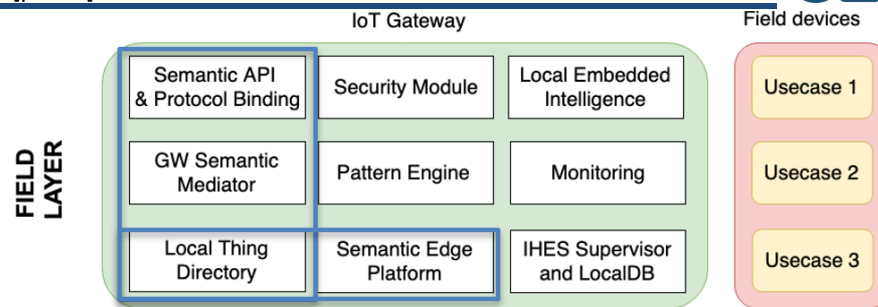 IoT Gateway
Field devices
FIELD
LAYER
Semantic API
& Protocol Binding
Security Module
Local Embedded
Intelligence
Usecase 1
GW Semantic
Mediator
Pattern Engine
Monitoring
Usecase 2
Local Thing
Directory
Semantic Edge
Platform
IHES Supervisor
and LocalDB
Usecase 3